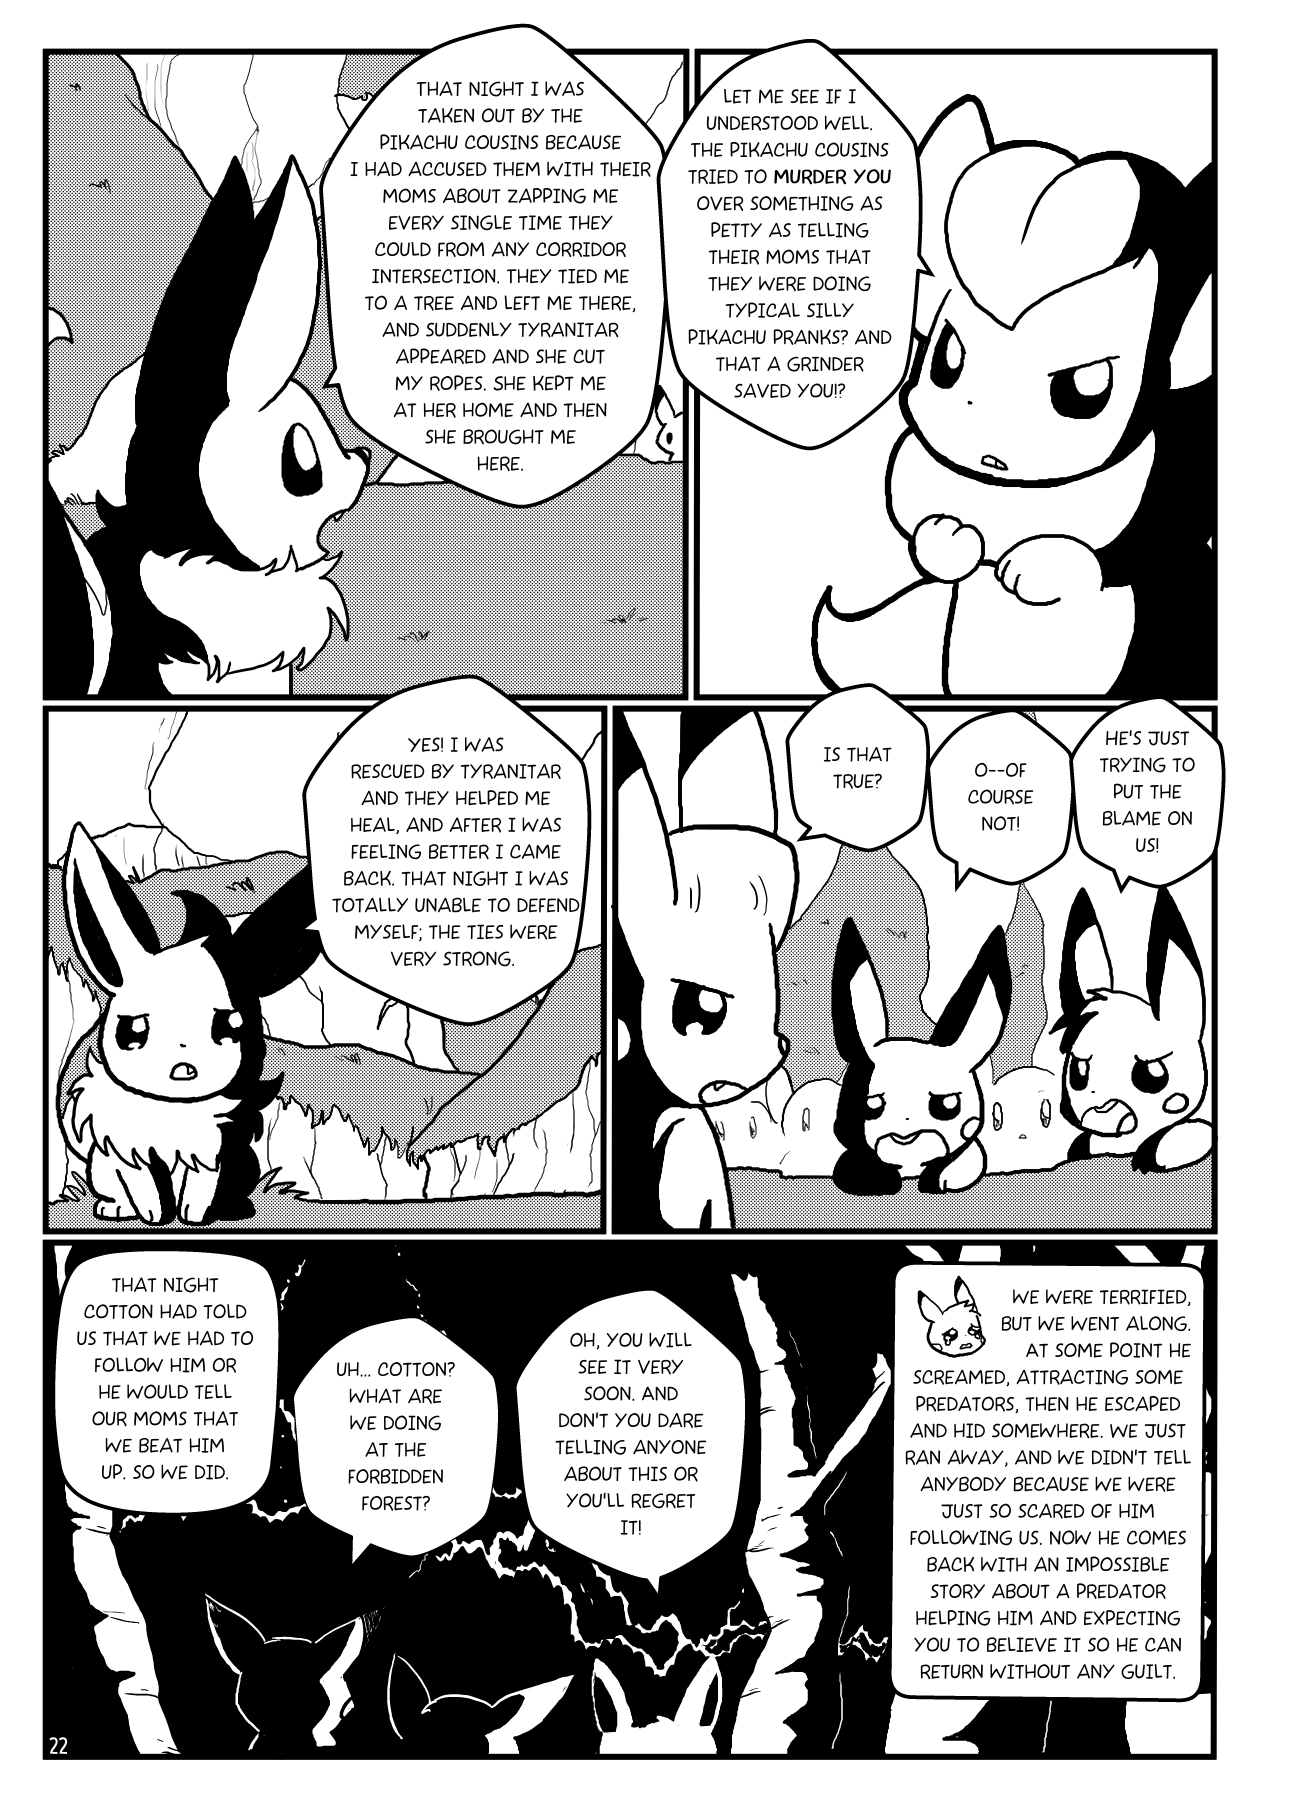 THAT NIGHT I WAS
TAKEN OUT BY THE
PIKACHU COUSINS BECAUSE
I HAD ACCUSED THEM WITH THEIR
MOMS ABOUT ZAPPING ME
EVERY SINGLE TIME THEY
COULD FROM ANY CORRIDOR
INTERSECTION. THEY TIED ME
TO A TREE AND LEFT ME THERE,
AND SUDDENLY TYRANITAR
APPEARED AND SHE CUT
MY ROPES. SHE KEPT ME
AT HER HOME AND THEN
SHE BROUGHT ME
HERE.
LET ME SEE IF I
UNDERSTOOD WELL.
THE PIKACHU COUSINS
TRIED TO MURDER YOU
OVER SOMETHING AS
PETTY AS TELLING
THEIR MOMS THAT
THEY WERE DOING
TYPICAL SILLY
PIKACHU PRANKS? AND
THAT A GRINDER
SAVED YOU!?
YES! I WAS
RESCUED BY TYRANITAR
AND THEY HELPED ME
HEAL, AND AFTER I WAS
FEELING BETTER I CAME
BACK. THAT NIGHT I WAS
TOTALLY UNABLE TO DEFEND
MYSELF; THE TIES WERE
VERY STRONG.
IS THAT
TRUE?
O--OF
COURSE
NOT!
HE'S JUST
TRYING TO
PUT THE
BLAME ON
US!
THAT NIGHT
COTTON HAD TOLD
US THAT WE HAD TO
FOLLOW HIM OR
HE WOULD TELL
OUR MOMS THAT
WE BEAT HIM
UP. SO WE DID.
UH... COTTON?
WHAT ARE
WE DOING
AT THE
FORBIDDEN
FOREST?
OH, YOU WILL
SEE IT VERY
SOON. AND
DON'T YOU DARE
TELLING ANYONE
ABOUT THIS OR
YOU'LL REGRET
IT!
WE WERE TERRIFIED,
BUT WE WENT ALONG.
AT SOME POINT HE
SCREAMED, ATTRACTING SOME
PREDATORS, THEN HE ESCAPED
AND HID SOMEWHERE. WE JUST
RAN AWAY, AND WE DIDN'T TELL
ANYBODY BECAUSE WE WERE
JUST SO SCARED OF HIM
FOLLOWING US. NOW HE COMES
BACK WITH AN IMPOSSIBLE
STORY ABOUT A PREDATOR
HELPING HIM AND EXPECTING
YOU TO BELIEVE IT SO HE CAN
RETURN WITHOUT ANY GUILT.
22